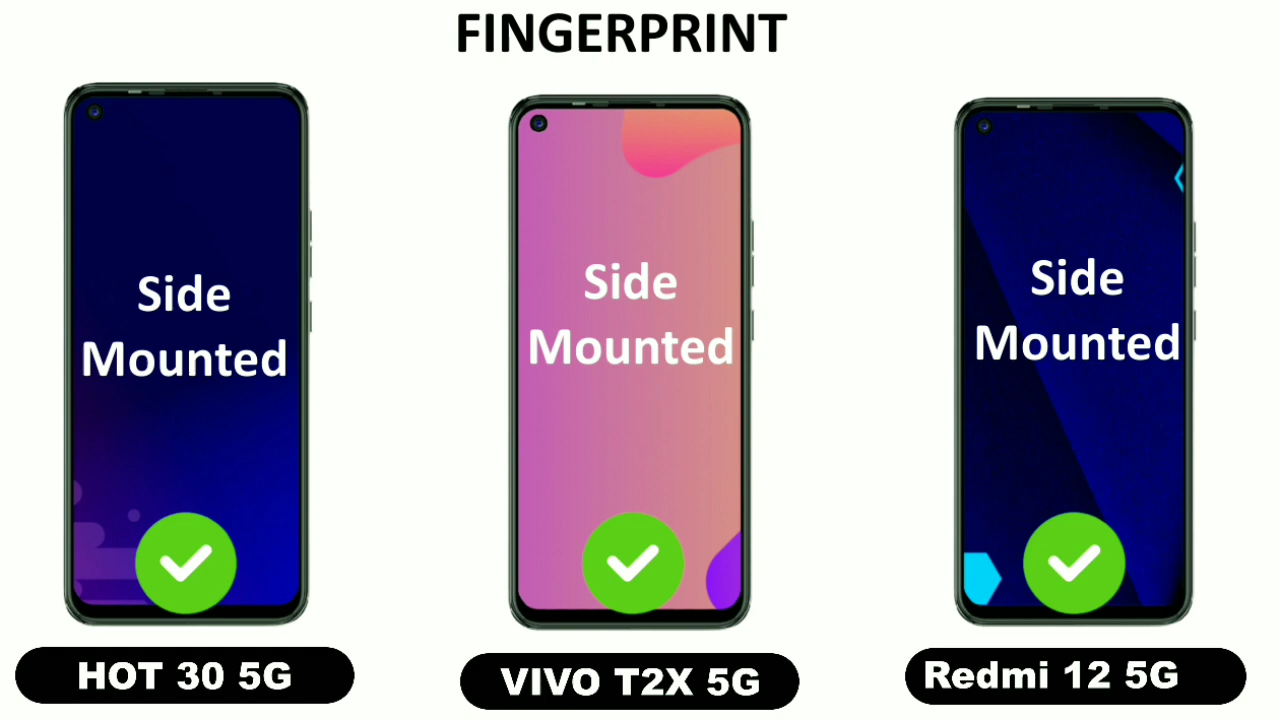 FINGERPRINT
Side
Mounted
Side
Mounted
Side
Mounted
HOT 30 5G
VIVO T2X 5G
Redmi 12 5G